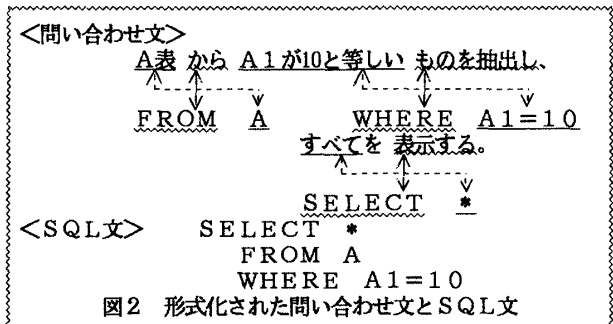 <問い合わせ文>
A表 から A1が10と等しい ものを抽出し、
FROM A WHERE A1=10
すべてを 表示する。
SELECT *
<SQL文> SELECT *
FROM A
WHERE A1=10
図2 形式化された問い合わせ文とSQL文